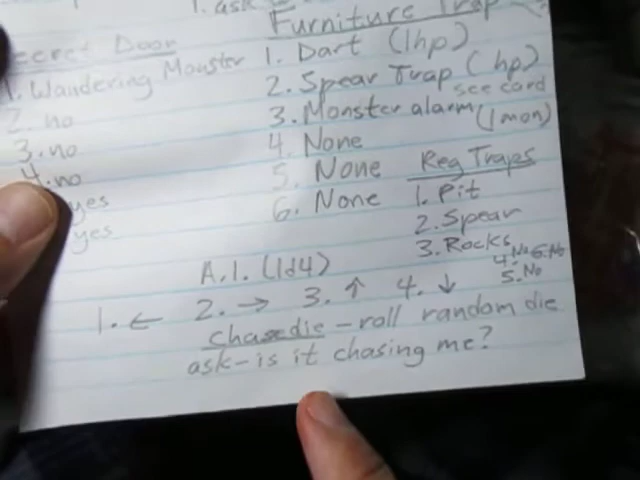 1. ask
Furniture Trap
Secret Door
1. Wandering Monster
2. no
3. no
4. no
yes
yes
1. Dart (1hp)
2. Spear Trap ( hp)
see card
3. Monster alarm (1 mon)
4. None
5. None
6. None
Reg Traps
1. Pit
2. Spear
3. Rocks
4. No 6. No
5. No
A.I. (1d4)
1. ← 2. → 3. ↑ 4. ↓
chase die - roll random die
ask - is it chasing me?